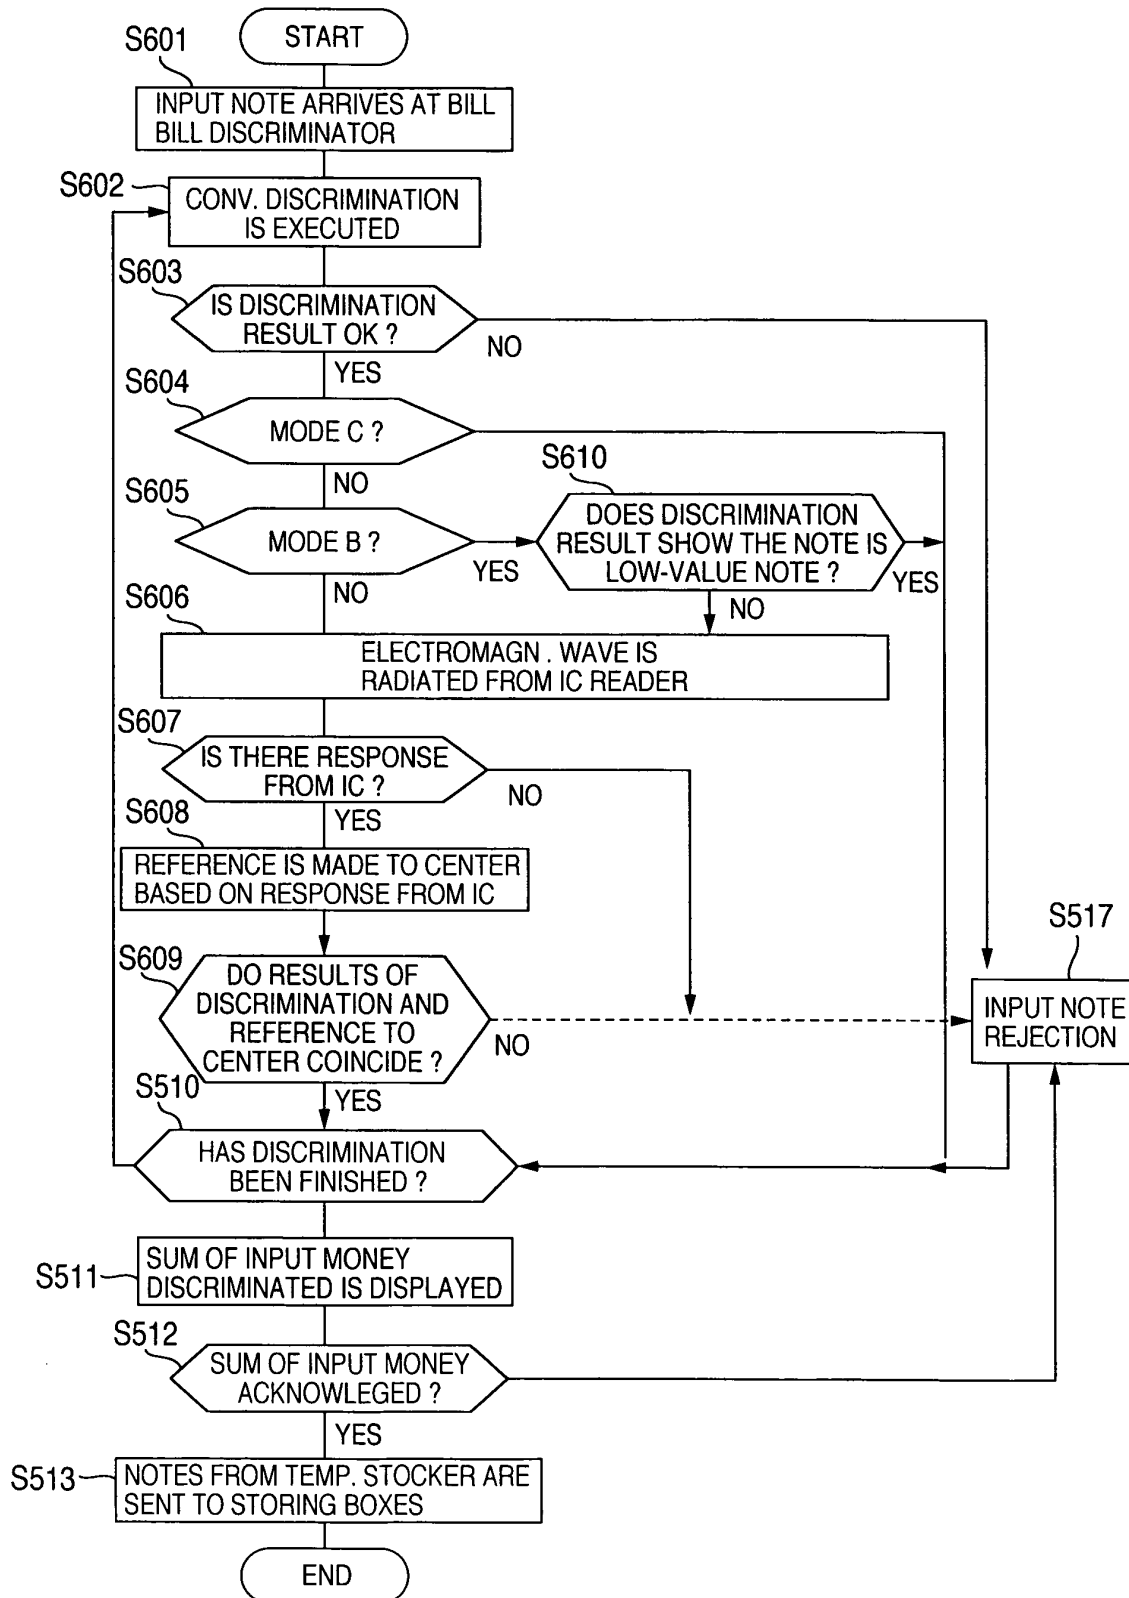 START
S601
INPUT NOTE ARRIVES AT BILL
BILL DISCRIMINATOR
S602
CONV. DISCRIMINATION
IS EXECUTED
S603
IS DISCRIMINATION
RESULT OK ?
NO
YES
S604
MODE C ?
NO
S605
MODE B ?
YES
NO
S610
DOES DISCRIMINATION
RESULT SHOW THE NOTE IS
LOW-VALUE NOTE ?
YES
NO
S606
ELECTROMAGN . WAVE IS
RADIATED FROM IC READER
S607
IS THERE RESPONSE
FROM IC ?
NO
YES
S608
REFERENCE IS MADE TO CENTER
BASED ON RESPONSE FROM IC
S609
DO RESULTS OF
DISCRIMINATION AND
REFERENCE TO
CENTER COINCIDE ?
NO
YES
S517
INPUT NOTE
REJECTION
S510
HAS DISCRIMINATION
BEEN FINISHED ?
S511
SUM OF INPUT MONEY
DISCRIMINATED IS DISPLAYED
S512
SUM OF INPUT MONEY
ACKNOWLEGED ?
YES
S513
NOTES FROM TEMP. STOCKER ARE
SENT TO STORING BOXES
END